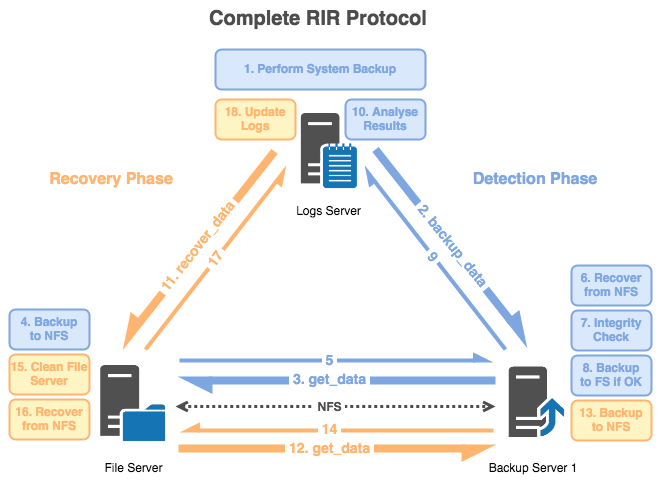 Complete RIR Protocol
1. Perform System Backup
18. Update
Logs
10. Analyse
Results
Recovery Phase
Detection Phase
Logs Server
11. recover_data
17
2. backup_data
9
6. Recover
from NFS
4. Backup
to NFS
7. Integrity
Check
15. Clean File
Server
5
8. Backup
to FS if OK
3. get_data
16. Recover
from NFS
NFS
13. Backup
to NFS
14
12. get_data
File Server
Backup Server 1